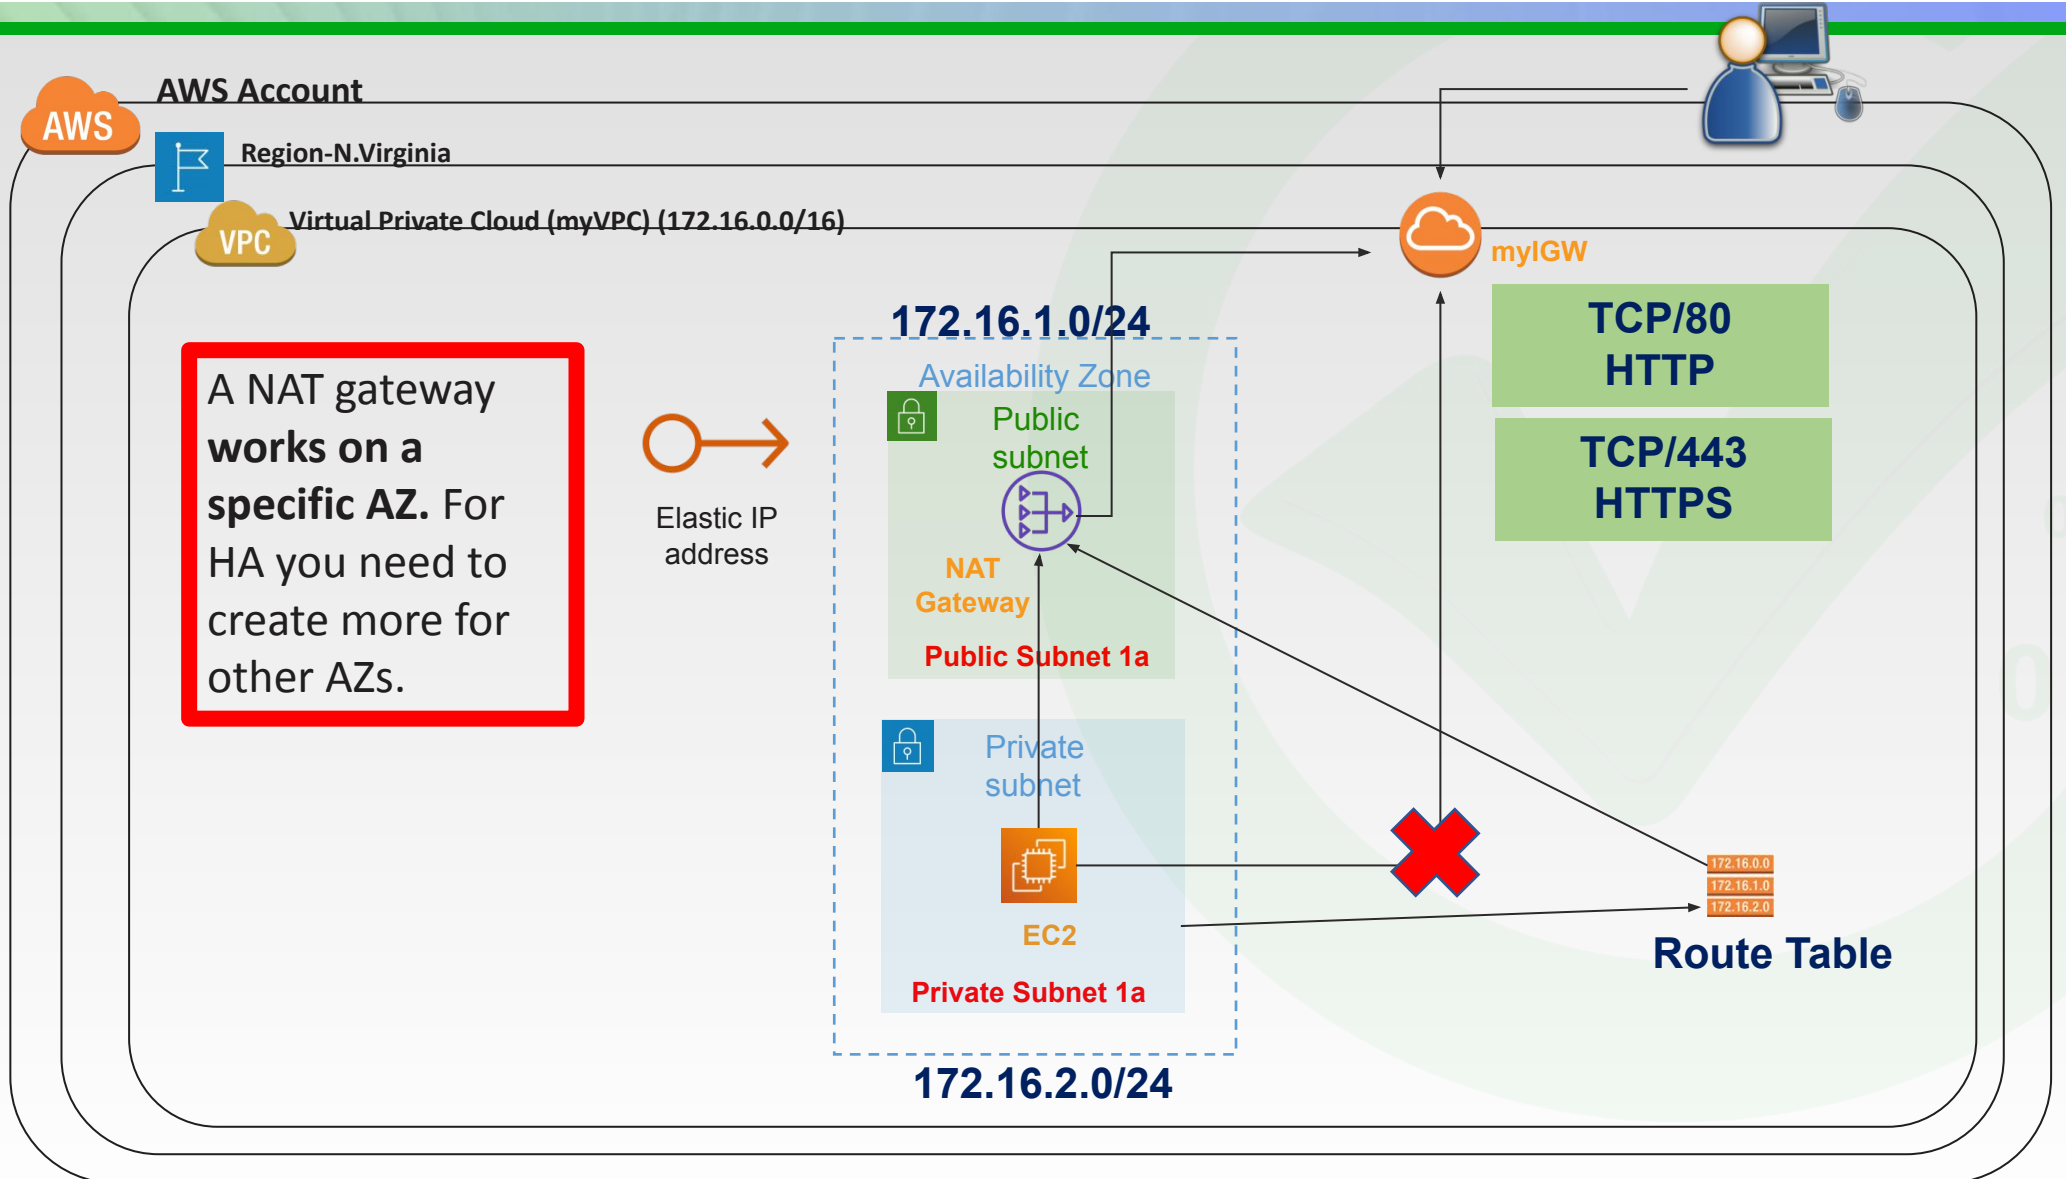 AWS
AWS Account
Region-N.Virginia
VPC
Virtual Private Cloud (myVPC) (172.16.0.0/16)
myIGW
TCP/80
HTTP
TCP/443
HTTPS
A NAT gateway
works on a
specific AZ. For
HA you need to
create more for
other AZs.
Elastic IP
address
172.16.1.0/24
Availability Zone
Public
subnet
NAT
Gateway
Public Subnet 1a
Private
subnet
EC2
Private Subnet 1a
172.16.2.0/24
172.16.0.0
172.16.1.0
172.16.2.0
Route Table